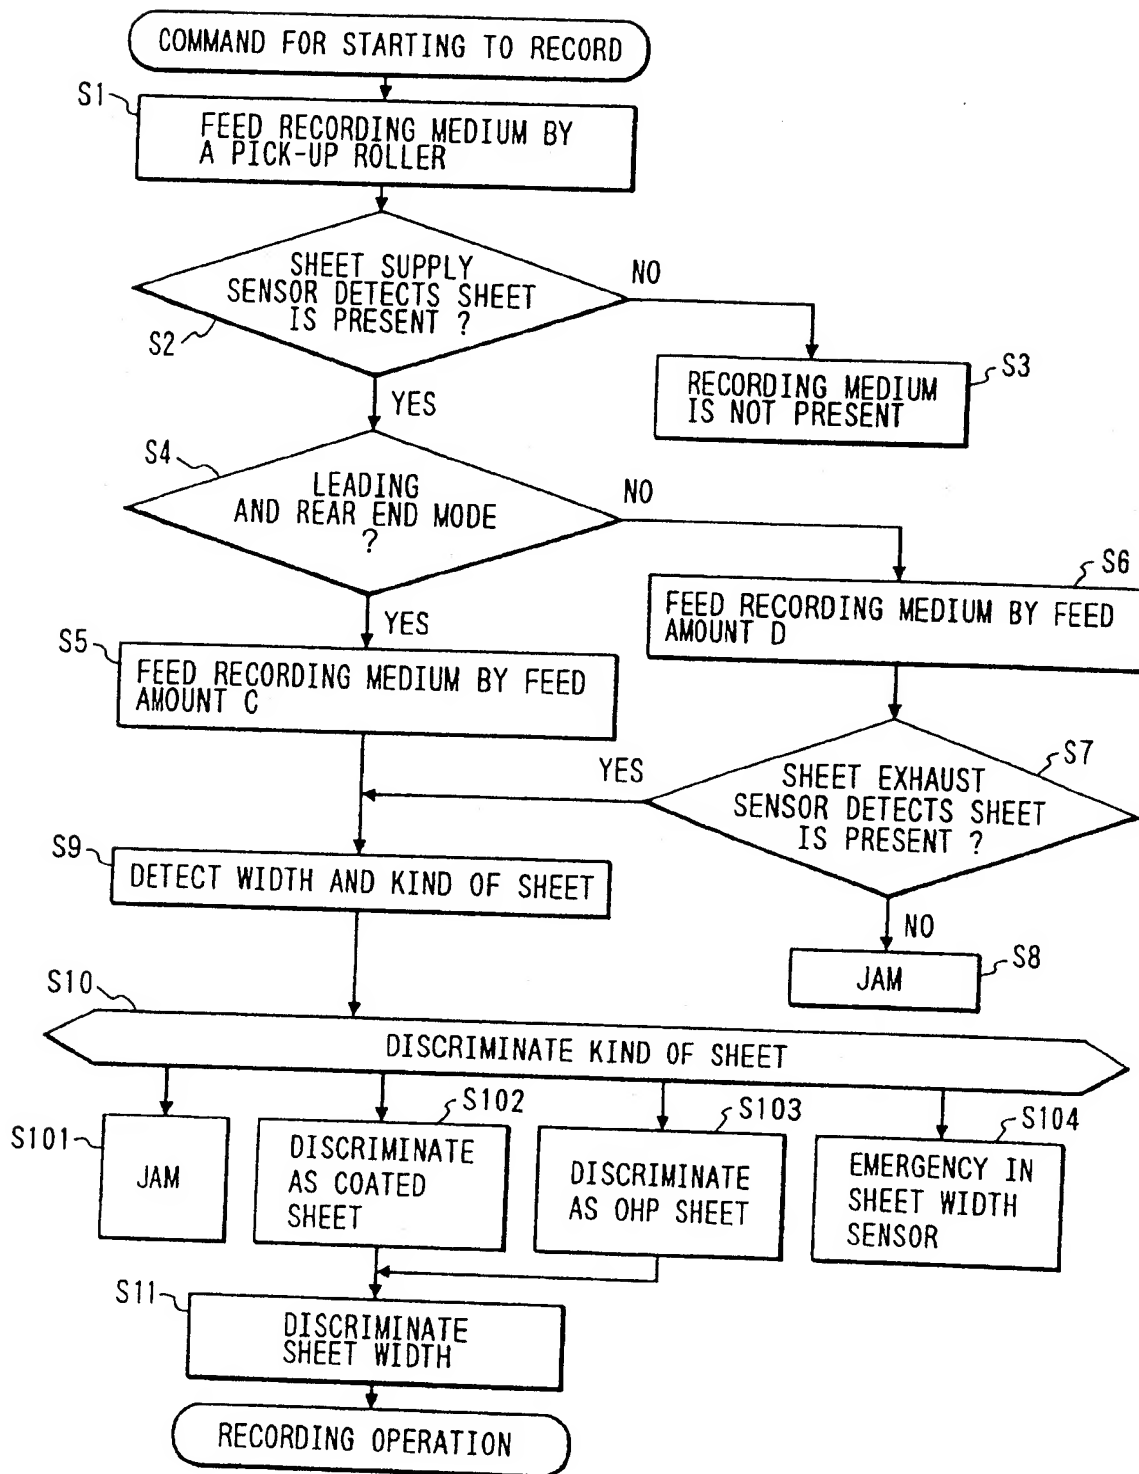 COMMAND FOR STARTING TO RECORD
S1
FEED RECORDING MEDIUM BY
A PICK-UP ROLLER
SHEET SUPPLY
SENSOR DETECTS SHEET
IS PRESENT ?
NO
S2
S3
RECORDING MEDIUM
IS NOT PRESENT
YES
S4
LEADING
AND REAR END MODE
?
NO
S6
FEED RECORDING MEDIUM BY FEED
AMOUNT D
YES
S5
FEED RECORDING MEDIUM BY FEED
AMOUNT C
S7
SHEET EXHAUST
SENSOR DETECTS SHEET
IS PRESENT ?
YES
S9
DETECT WIDTH AND KIND OF SHEET
NO
S8
JAM
S10
DISCRIMINATE KIND OF SHEET
S101
JAM
S102
DISCRIMINATE
AS COATED
SHEET
S103
DISCRIMINATE
AS OHP SHEET
S104
EMERGENCY IN
SHEET WIDTH
SENSOR
S11
DISCRIMINATE
SHEET WIDTH
RECORDING OPERATION